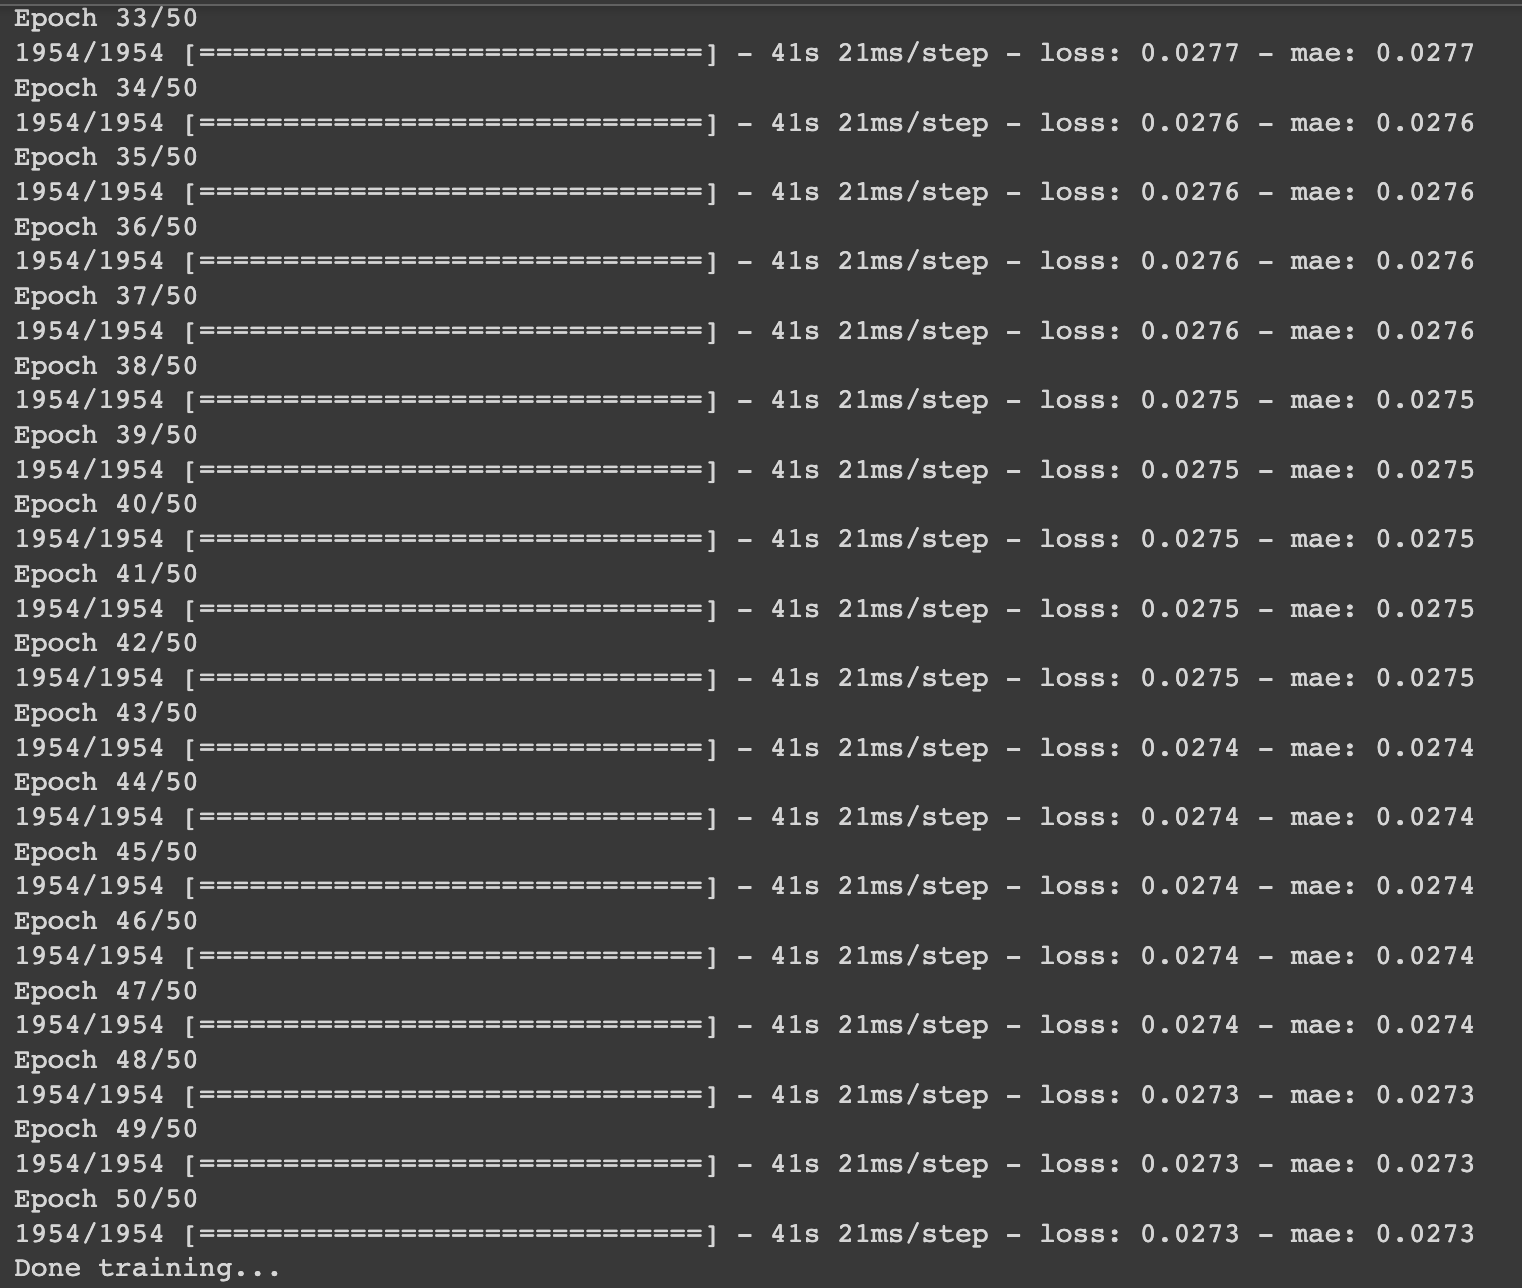 Epoch 33/50
1954/1954 [==============================] - 41s 21ms/step - loss: 0.0277 - mae: 0.0277
Epoch 34/50
1954/1954 [==============================] - 41s 21ms/step - loss: 0.0276 - mae: 0.0276
Epoch 35/50
1954/1954 [==============================] - 41s 21ms/step - loss: 0.0276 - mae: 0.0276
Epoch 36/50
1954/1954 [==============================] - 41s 21ms/step - loss: 0.0276 - mae: 0.0276
Epoch 37/50
1954/1954 [==============================] - 41s 21ms/step - loss: 0.0276 - mae: 0.0276
Epoch 38/50
1954/1954 [==============================] - 41s 21ms/step - loss: 0.0275 - mae: 0.0275
Epoch 39/50
1954/1954 [==============================] - 41s 21ms/step - loss: 0.0275 - mae: 0.0275
Epoch 40/50
1954/1954 [==============================] - 41s 21ms/step - loss: 0.0275 - mae: 0.0275
Epoch 41/50
1954/1954 [==============================] - 41s 21ms/step - loss: 0.0275 - mae: 0.0275
Epoch 42/50
1954/1954 [==============================] - 41s 21ms/step - loss: 0.0275 - mae: 0.0275
Epoch 43/50
1954/1954 [==============================] - 41s 21ms/step - loss: 0.0274 - mae: 0.0274
Epoch 44/50
1954/1954 [==============================] - 41s 21ms/step - loss: 0.0274 - mae: 0.0274
Epoch 45/50
1954/1954 [==============================] - 41s 21ms/step - loss: 0.0274 - mae: 0.0274
Epoch 46/50
1954/1954 [==============================] - 41s 21ms/step - loss: 0.0274 - mae: 0.0274
Epoch 47/50
1954/1954 [==============================] - 41s 21ms/step - loss: 0.0274 - mae: 0.0274
Epoch 48/50
1954/1954 [==============================] - 41s 21ms/step - loss: 0.0273 - mae: 0.0273
Epoch 49/50
1954/1954 [==============================] - 41s 21ms/step - loss: 0.0273 - mae: 0.0273
Epoch 50/50
1954/1954 [==============================] - 41s 21ms/step - loss: 0.0273 - mae: 0.0273
Done training...